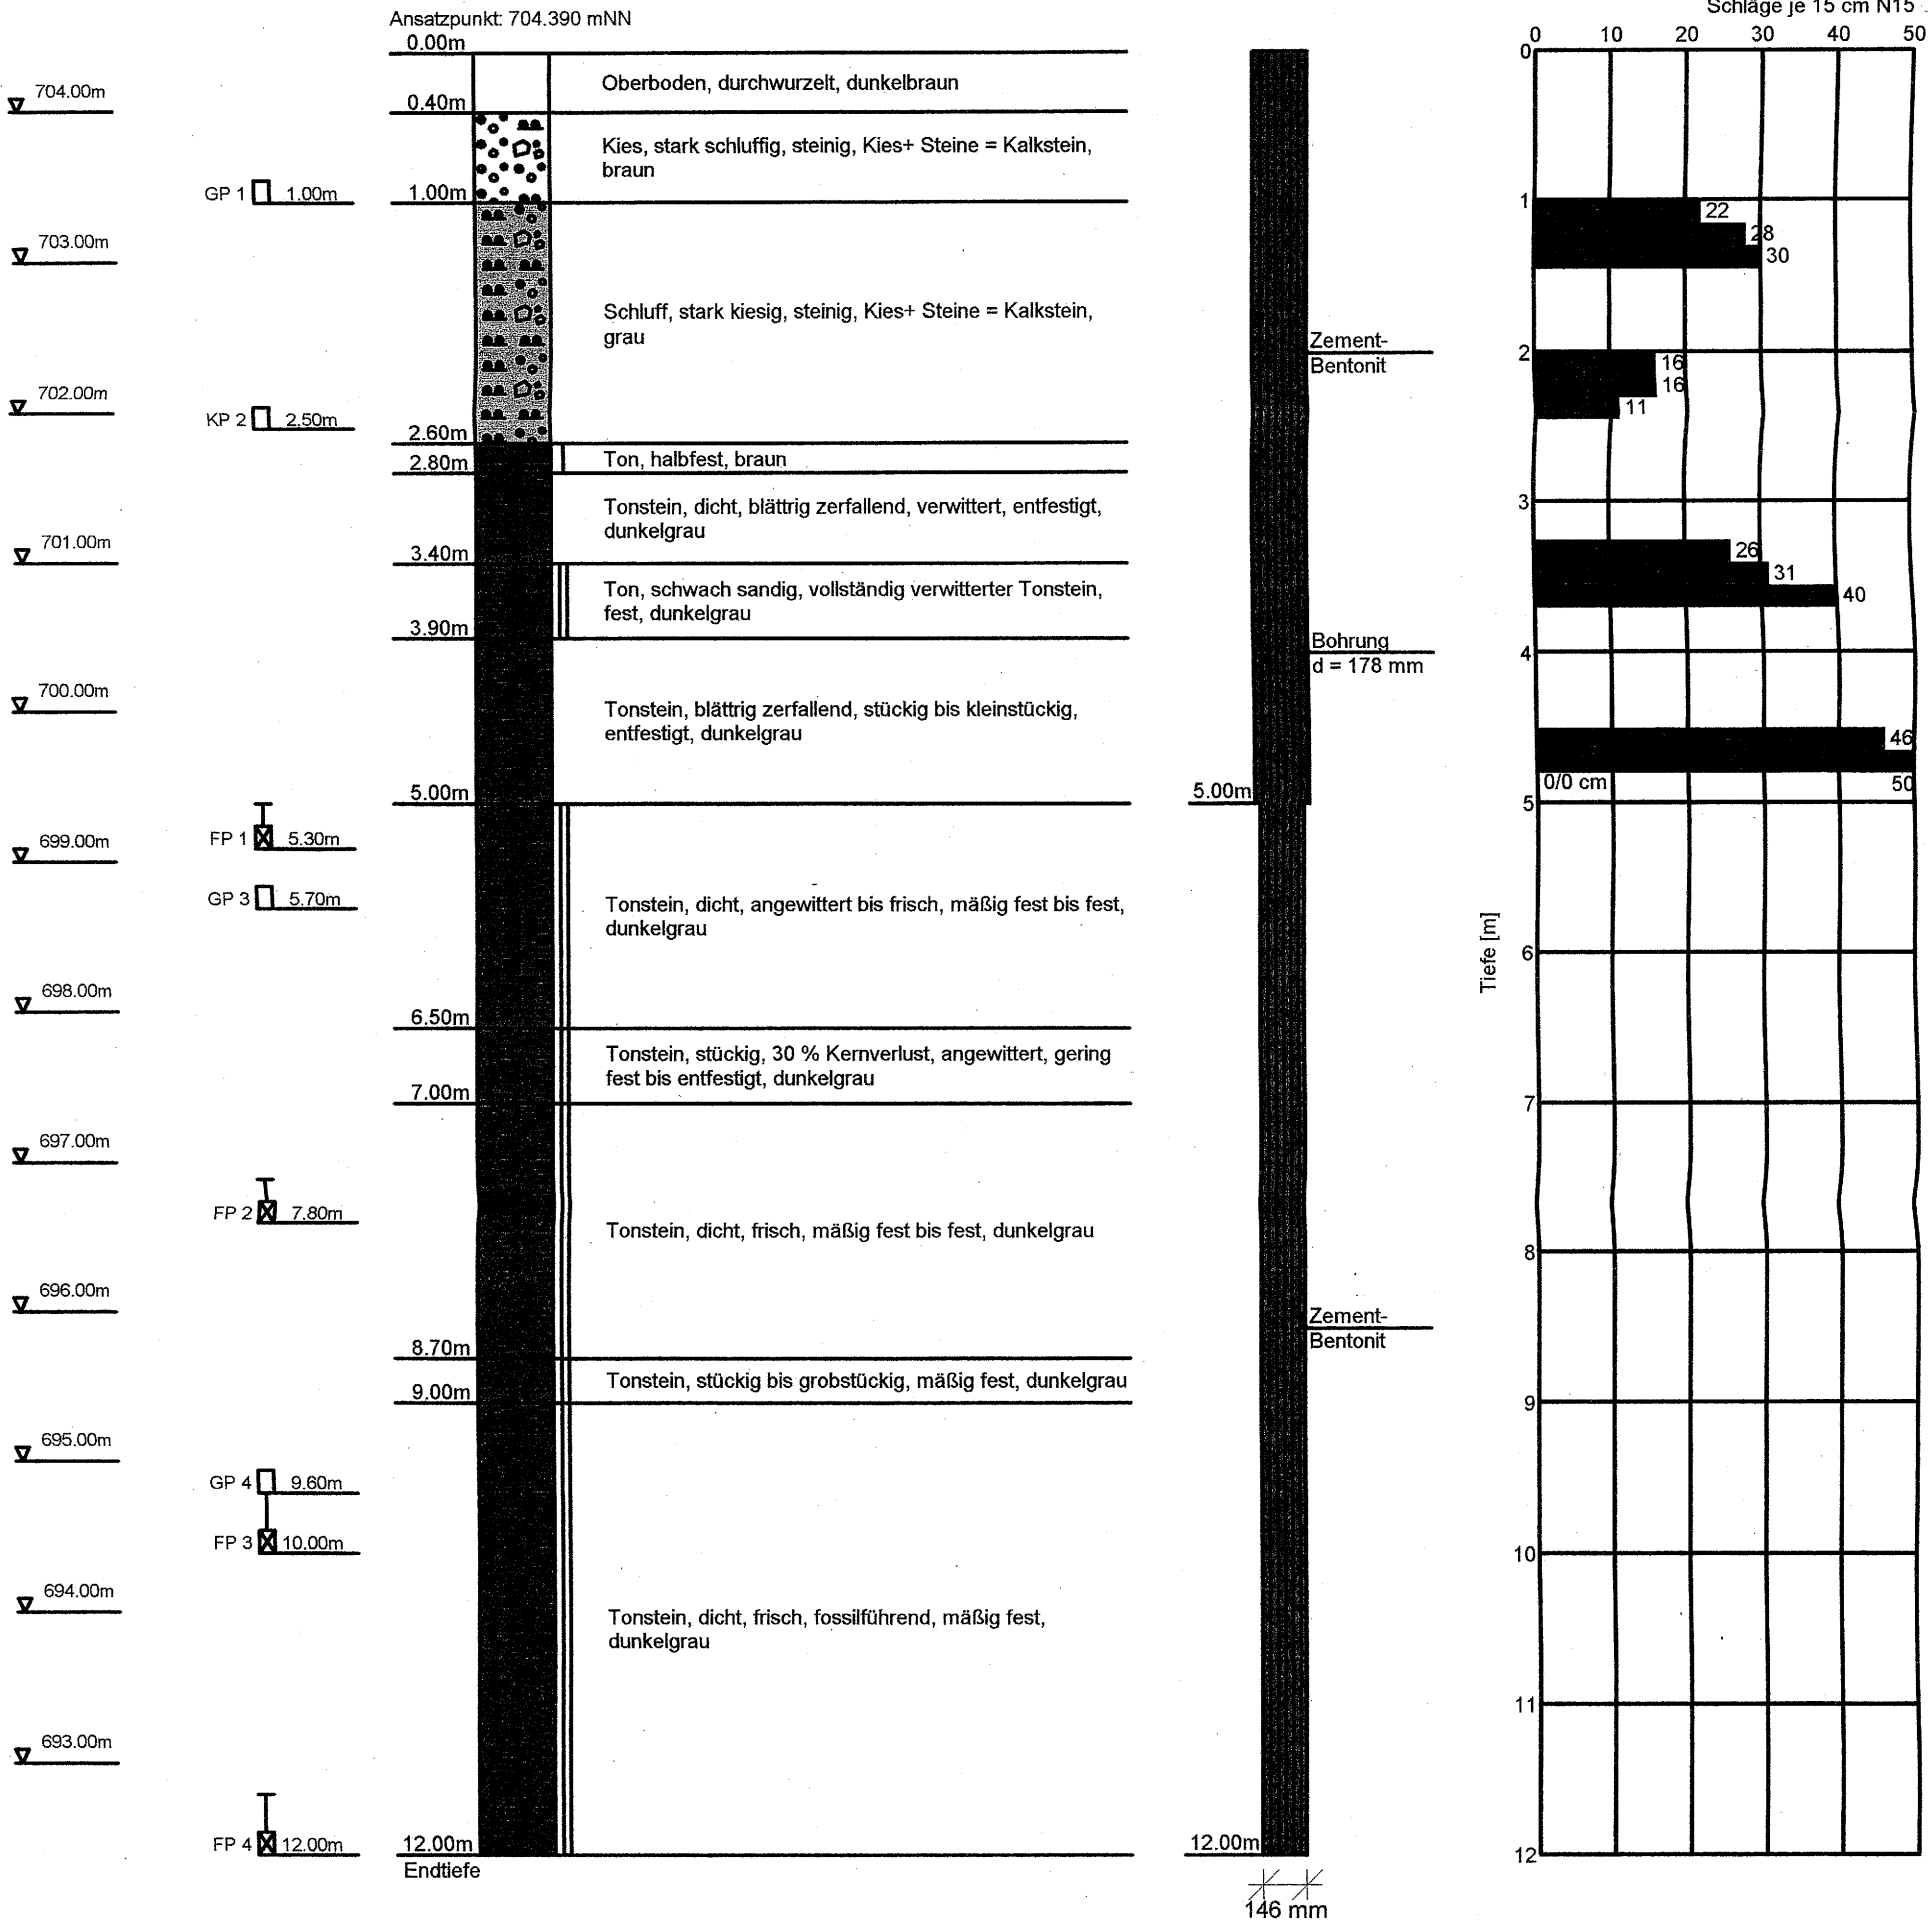 Ansatzpunkt: 704.390 mNN
0.00m
Oberboden, durchwurzelt, dunkelbraun
0.40m
Kies, stark schluffig, steinig, Kies+ Steine = Kalkstein,
braun
1.00m
Schluff, stark kiesig, steinig, Kies+ Steine = Kalkstein,
grau
2.60m
Ton, halbfest, braun
2.80m
Tonstein, dicht, blättrig zerfallend, verwittert, entfestigt,
dunkelgrau
3.40m
Ton, schwach sandig, vollständig verwitterter Tonstein,
fest, dunkelgrau
3.90m
Tonstein, blättrig zerfallend, stückig bis kleinstückig,
entfestigt, dunkelgrau
5.00m
Tonstein, dicht, angewittert bis frisch, mäßig fest bis fest,
dunkelgrau
6.50m
Tonstein, stückig, 30 % Kernverlust, angewittert, gering
fest bis entfestigt, dunkelgrau
7.00m
Tonstein, dicht, frisch, mäßig fest bis fest, dunkelgrau
8.70m
Tonstein, stückig bis grobstückig, mäßig fest, dunkelgrau
9.00m
Tonstein, dicht, frisch, fossilführend, mäßig fest,
dunkelgrau
12.00m
Endtiefe
704.00m
703.00m
702.00m
701.00m
700.00m
699.00m
698.00m
697.00m
696.00m
695.00m
694.00m
693.00m
GP 1 1.00m
KP 2 2.50m
FP 1 5.30m
GP 3 5.70m
FP 2 7.80m
GP 4 9.60m
FP 3 10.00m
FP 4 12.00m
Zement-
Bentonit
Bohrung
d = 178 mm
5.00m
Zement-
Bentonit
12.00m
146 mm
Schläge je 15 cm N15
0 10 20 30 40 50
0
1
22
28
30
2
16
16
11
3
26
31
40
4
46
0/0 cm 50
5
Tiefe [m]
6
7
8
9
10
11
12